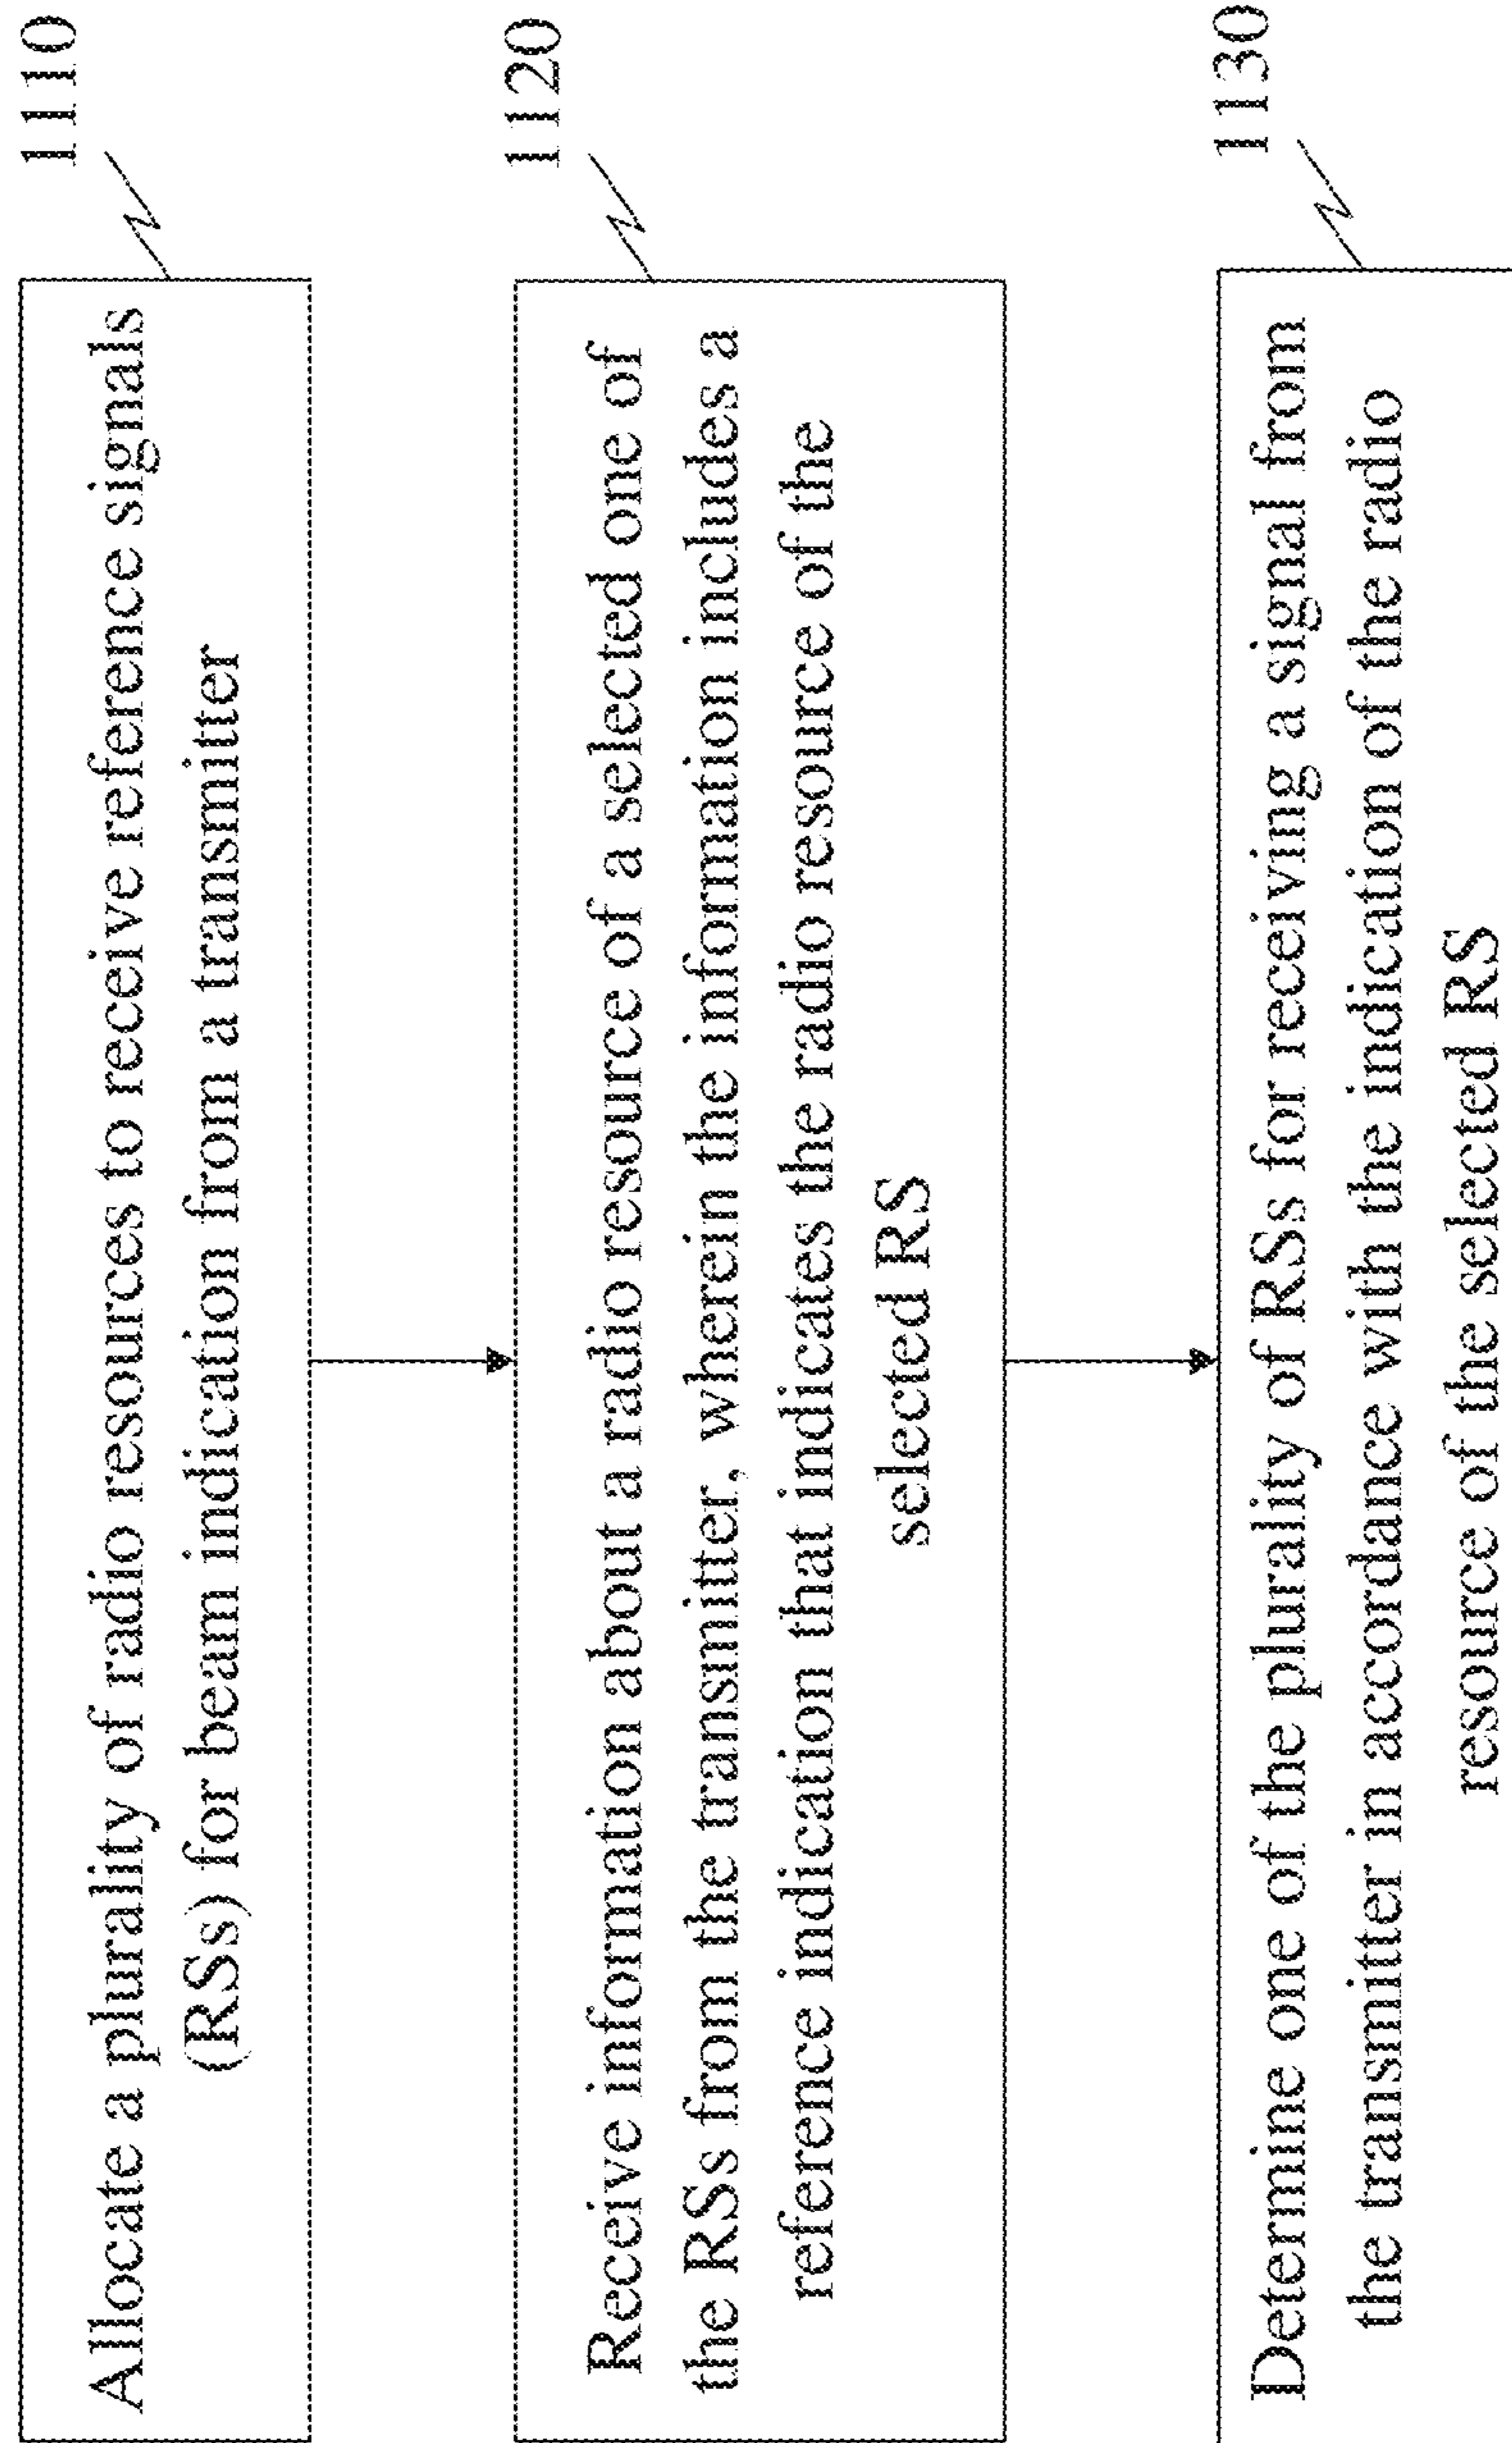 Allocate a plurality of radio resources to receive reference signals
(RSs) for beam indication from a transmitter
1110
Receive information about a radio resource of a selected one of
the RSs from the transmitter, wherein the information includes a
reference indication that indicates the radio resource of the
selected RS
1120
Determine one of the plurality of RSs for receiving a signal from
the transmitter in accordance with the indication of the radio
resource of the selected RS
1130